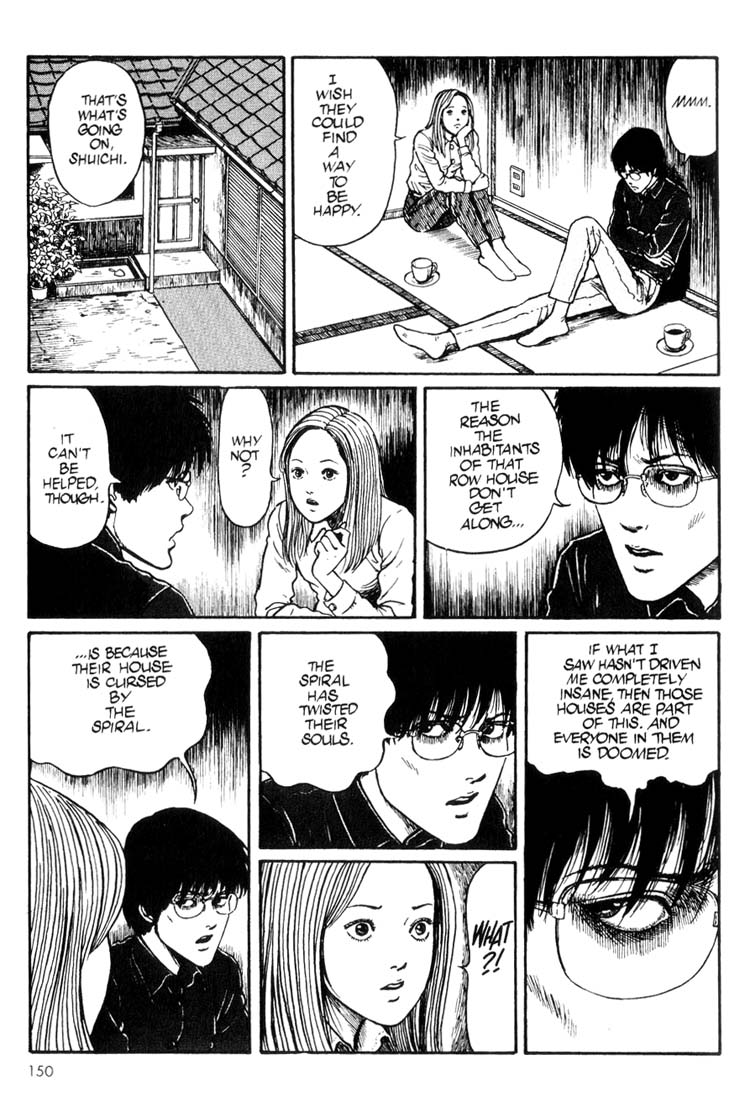 THAT'S
WHAT'S
GOING
ON,
SHUICHI.
I
WISH
THEY
COULD
FIND
A
WAY
TO
BE
HAPPY.
MMM.
IT
CAN'T
BE
HELPED,
THOUGH.
WHY
NOT?
THE
REASON
THE
INHABITANTS
OF THAT
ROW HOUSE
DON'T
GET
ALONG...
...IS BECAUSE
THEIR HOUSE
IS CURSED
BY
THE
SPIRAL.
THE
SPIRAL
HAS
TWISTED
THEIR
SOULS.
WHAT
?!
IF WHAT I
SAW HASN'T DRIVEN
ME COMPLETELY
INSANE, THEN THOSE
HOUSES ARE PART
OF THIS. AND
EVERYONE IN THEM
IS DOOMED.
150